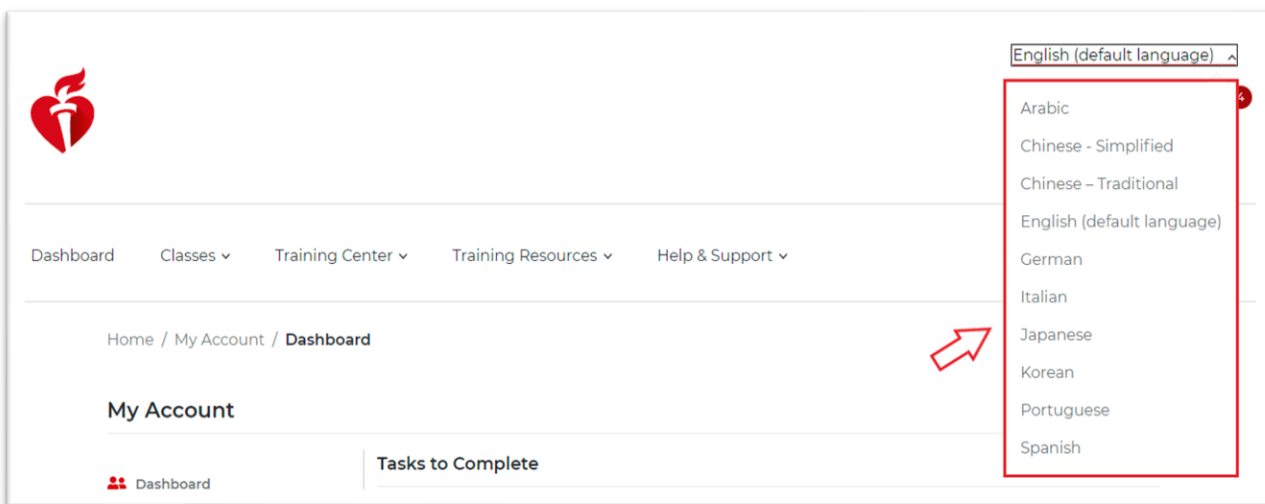 English (default language)
4
Arabic
Chinese - Simplified
Chinese – Traditional
English (default language)
German
Italian
Japanese
Korean
Portuguese
Spanish
Dashboard Classes Training Center Training Resources Help & Support
Home / My Account / Dashboard
My Account
Tasks to Complete
Dashboard